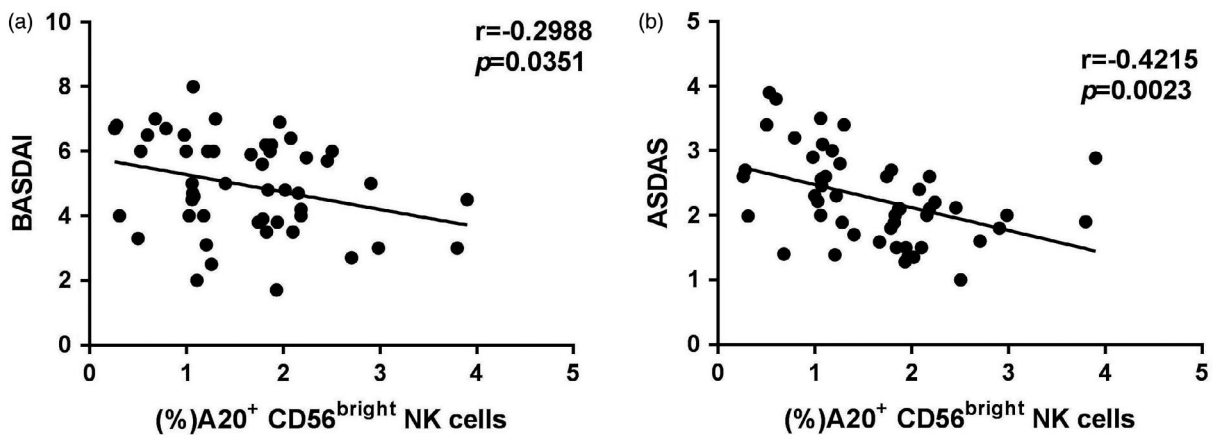 (a)
r=-0.2988
p=0.0351
BASDAI
10
8
6
4
2
0
0 1 2 3 4 5
(%)A20⁺ CD56ᵇʳⁱᵍʰᵗ NK cells
(b)
r=-0.4215
p=0.0023
ASDAS
5
4
3
2
1
0
0 1 2 3 4 5
(%)A20⁺ CD56ᵇʳⁱᵍʰᵗ NK cells